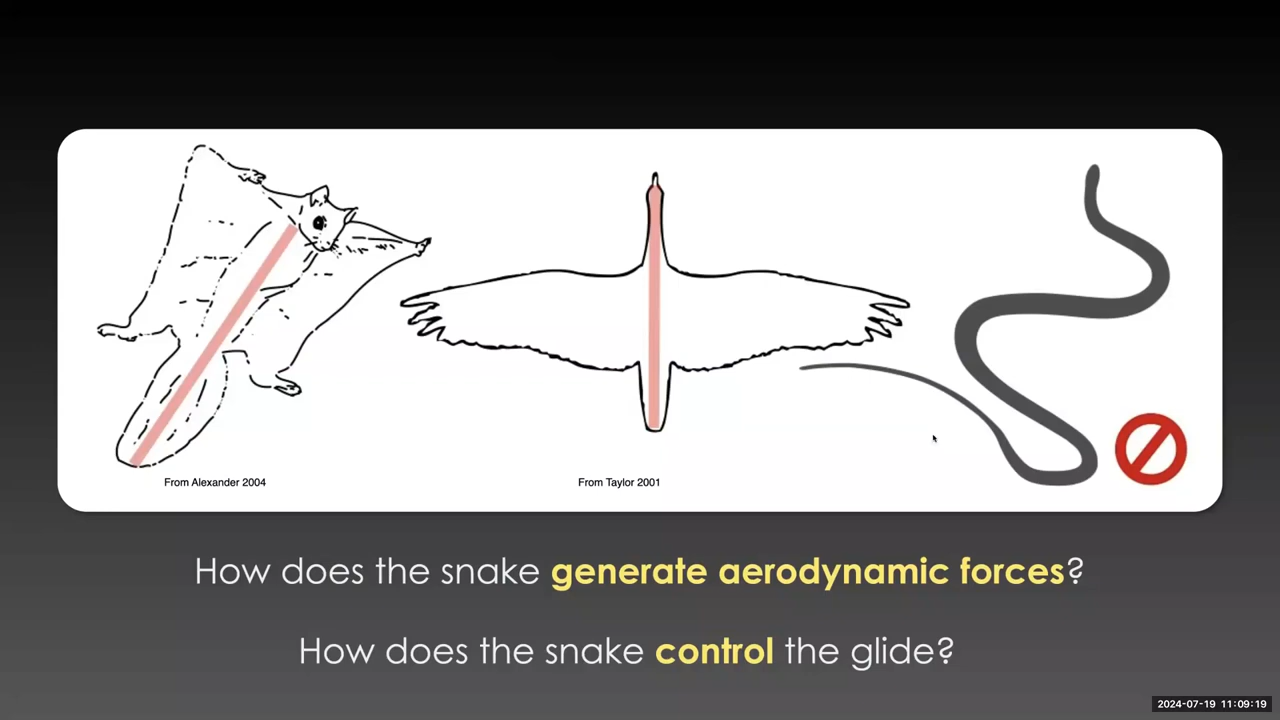 From Alexander 2004
From Taylor 2001
How does the snake generate aerodynamic forces?
How does the snake control the glide?
2024-07-19 11:09:19